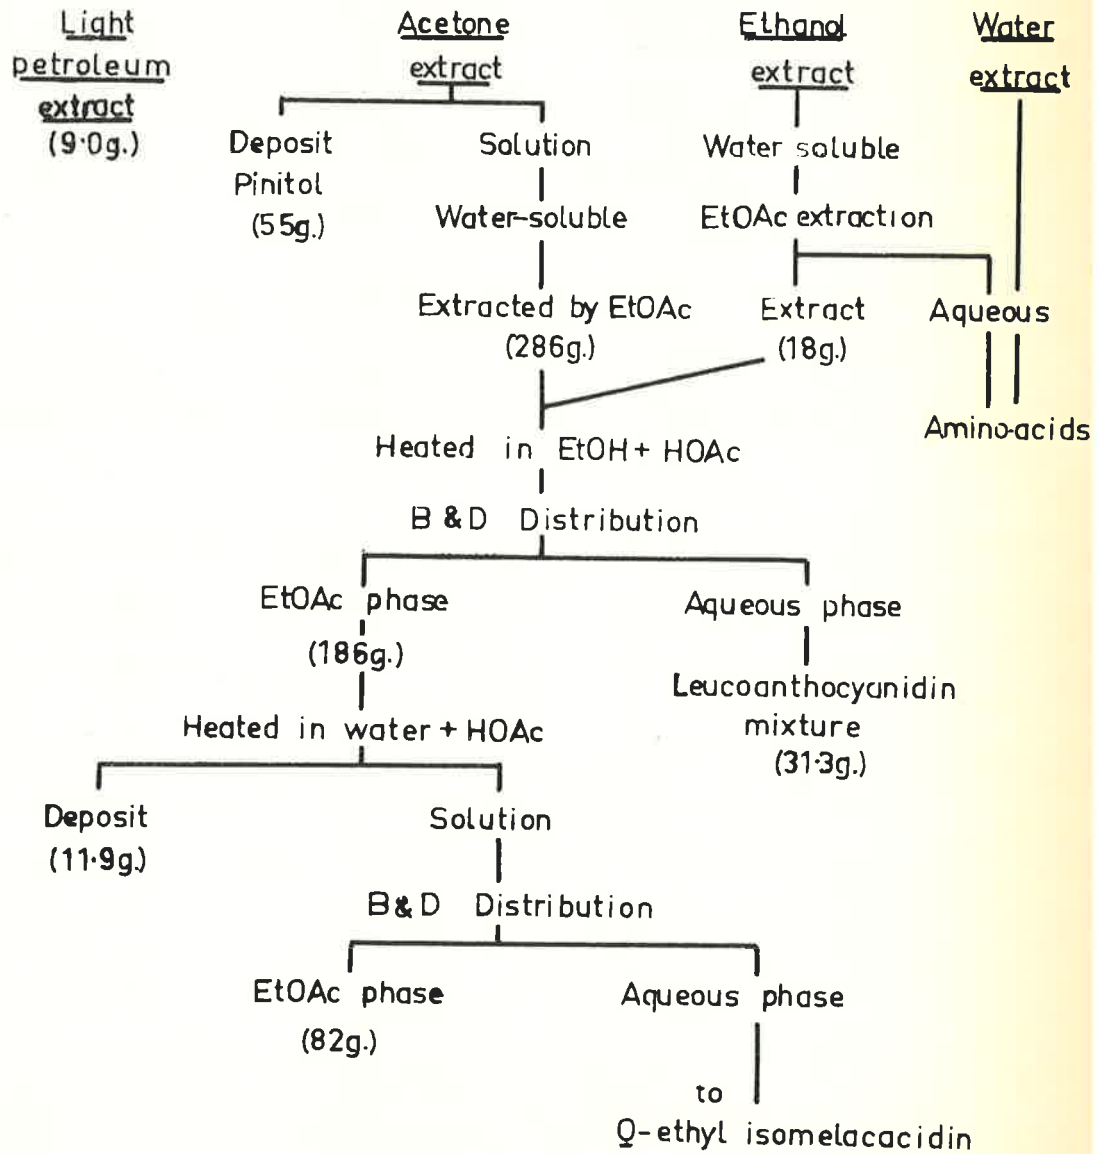 Light
petroleum
extract
(9·0g.)
Acetone
extract
Ethanol
extract
Water
extract
Deposit
Pinitol
(55g.)
Solution
Water-soluble
Extracted by EtOAc
(286g.)
Water soluble
EtOAc extraction
Extract
(18g.)
Aqueous
Amino-acids
Heated in EtOH + HOAc
B & D Distribution
EtOAc phase
(186g.)
Aqueous phase
Leucoanthocyanidin
mixture
(31·3g.)
Heated in water + HOAc
Deposit
(11·9g.)
Solution
B & D Distribution
EtOAc phase
(82g.)
Aqueous phase
to
O-ethyl isomelacacidin